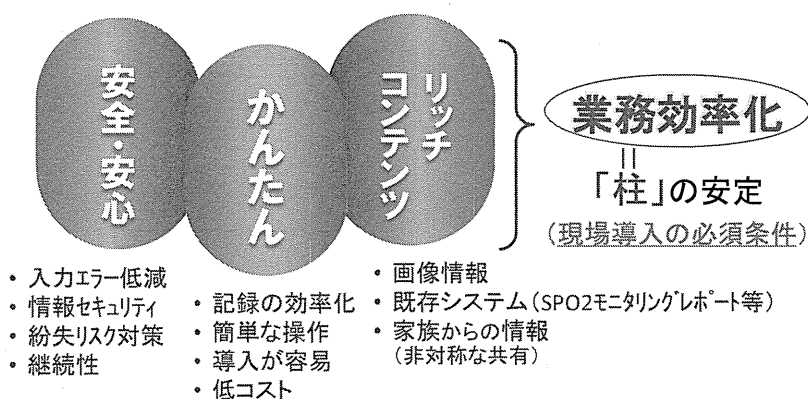 安全・安心
かんたん
リッチ
コンテンツ
業務効率化
=
「柱」の安定
(現場導入の必須条件)
・入力エラー低減
・情報セキュリティ
・紛失リスク対策
・継続性
・記録の効率化
・簡単な操作
・導入が容易
・低コスト
・画像情報
・既存システム(SPO2モニタリングレポート等)
・家族からの情報
(非対称な共有)